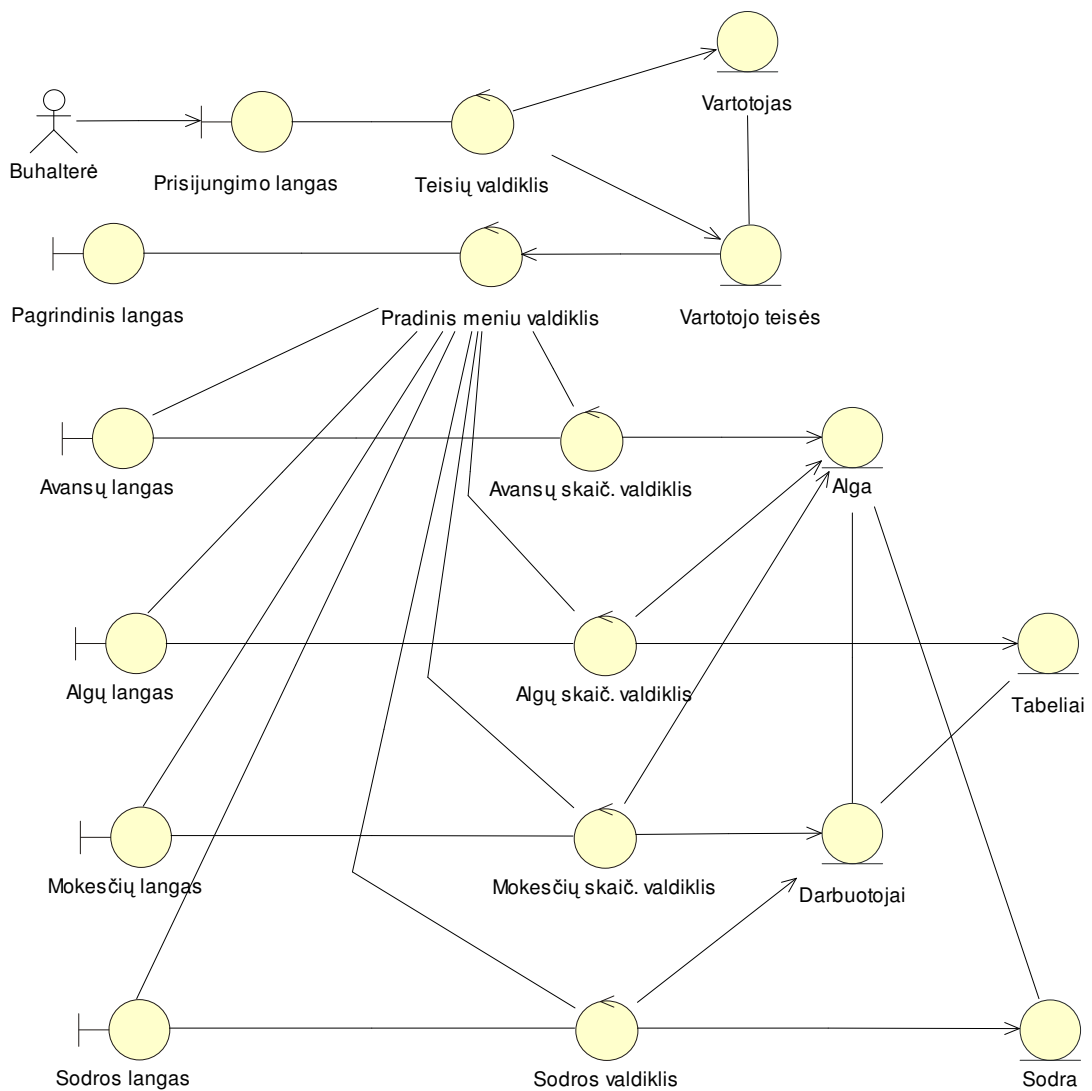 Vartotojas
Buhalterė
Prisijungimo langas
Teisių valdiklis
Pagrindinis langas
Pradinis meniu valdiklis
Vartotojo teisės
Avansų langas
Avansų skaič. valdiklis
Alga
Algų langas
Algų skaič. valdiklis
Tabeliai
Mokesčių langas
Mokesčių skaič. valdiklis
Darbuotojai
Sodros langas
Sodros valdiklis
Sodra